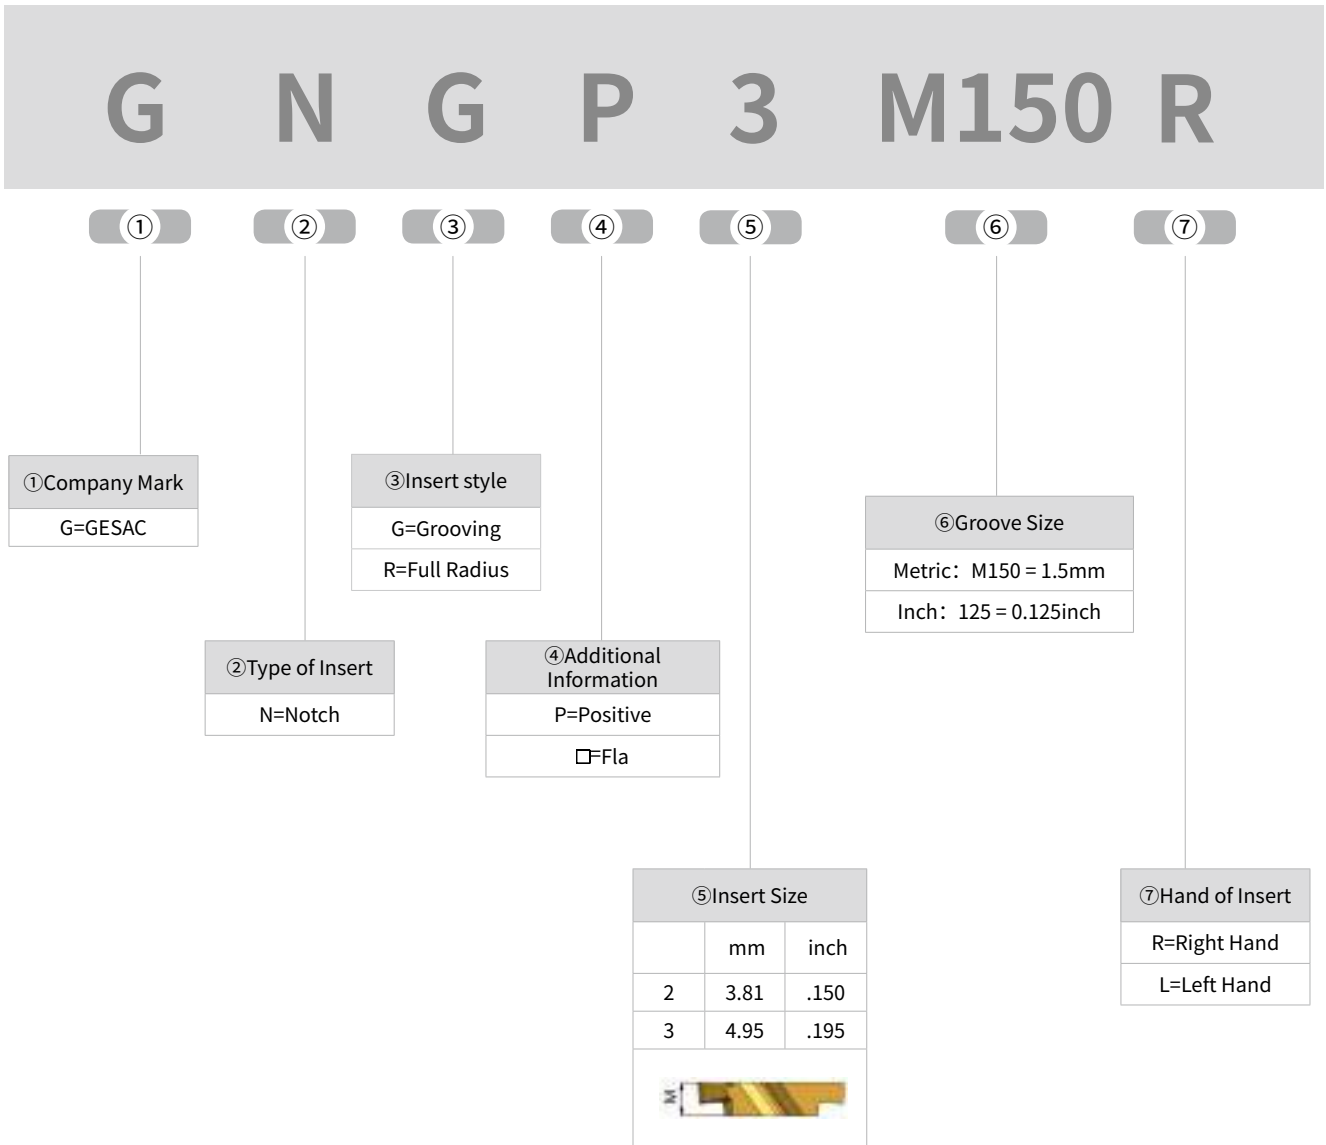 G N G P 3 M150 R
① ② ③ ④ ⑤ ⑥ ⑦
①Company Mark
G=GESAC
③Insert style
G=Grooving
R=Full Radius
⑥Groove Size
Metric：M150 = 1.5mm
Inch：125 = 0.125inch
②Type of Insert
N=Notch
④Additional
Information
P=Positive
□=Fla
⑤Insert Size
mm inch
2 3.81 .150
3 4.95 .195
M
⑦Hand of Insert
R=Right Hand
L=Left Hand